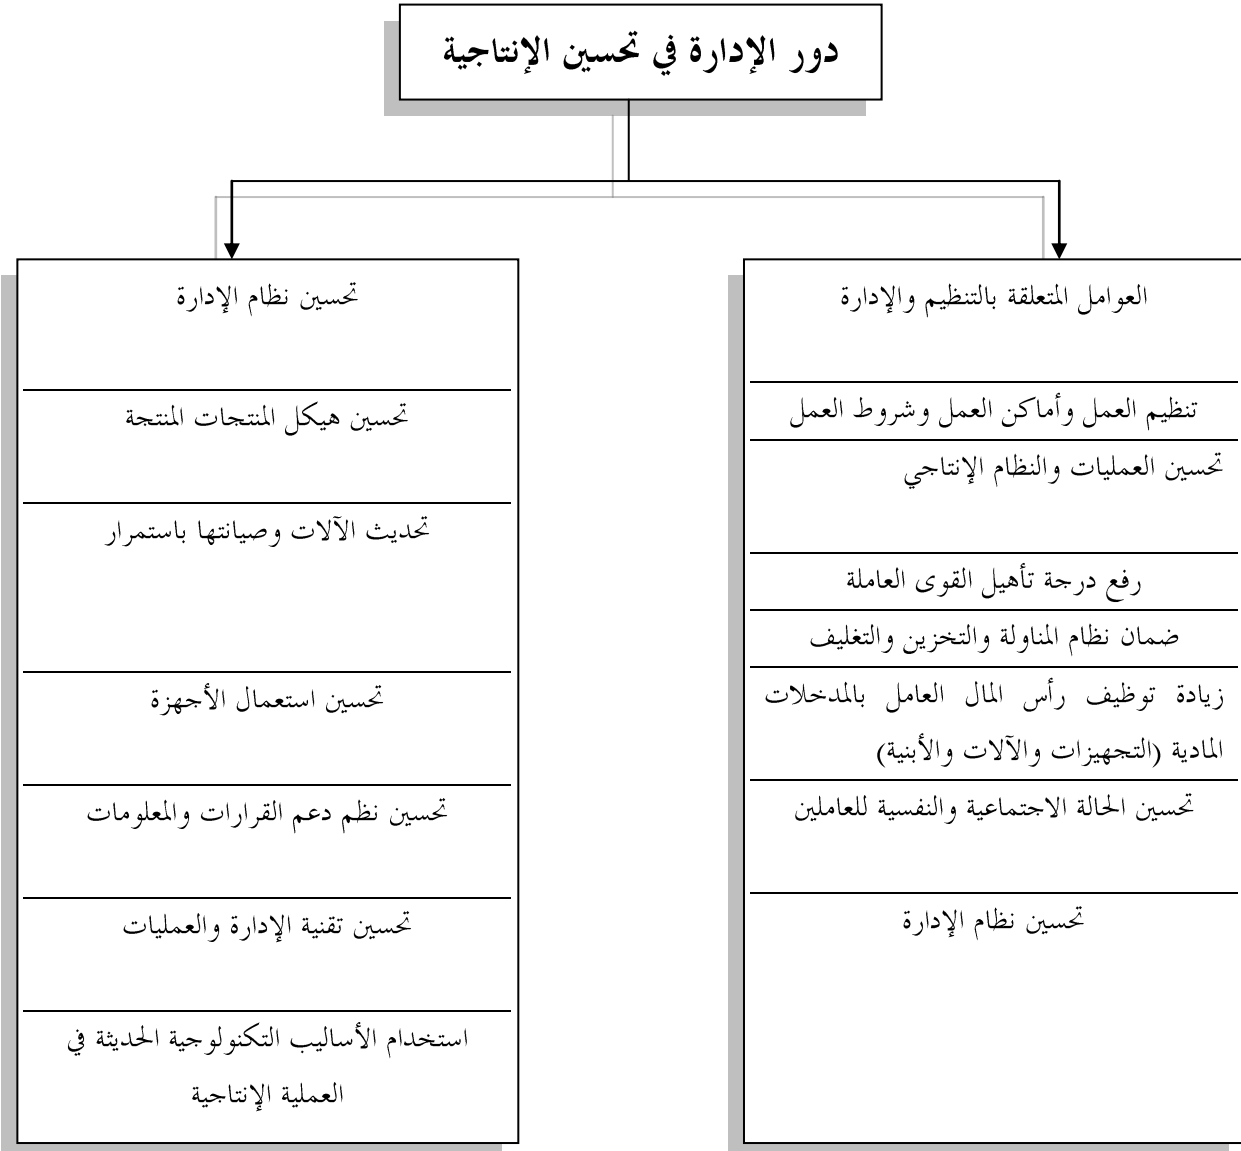 دور الإدارة في تحسين الإنتاجية
العوامل المتعلقة بالتنظيم والإدارة
تنظيم العمل وأماكن العمل وشروط العمل
تحسين العمليات والنظام الإنتاجي
رفع درجة تأهيل القوى العاملة
ضمان نظام المناولة والتخزين والتغليف
زيادة توظيف رأس المال العامل بالمدخلات
المادية (التجهيزات والآلات والأبنية)
تحسين الحالة الاجتماعية والنفسية للعاملين
تحسين نظام الإدارة
تحسين نظام الإدارة
تحسين هيكل المنتجات المنتجة
تحديث الآلات وصيانتها باستمرار
تحسين استعمال الأجهزة
تحسين نظم دعم القرارات والمعلومات
تحسين تقنية الإدارة والعمليات
استخدام الأساليب التكنولوجية الحديثة في
العملية الإنتاجية